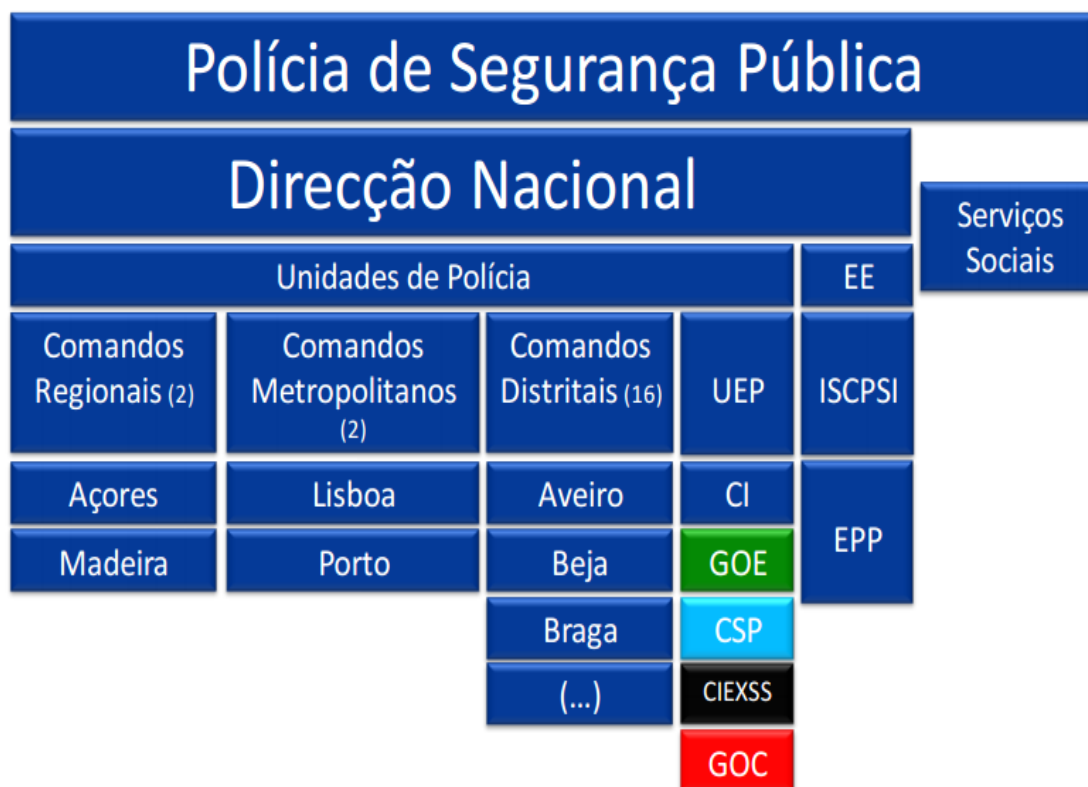 Polícia de Segurança Pública
Direcção Nacional
Serviços
Sociais
Unidades de Polícia
EE
Comandos
Regionais (2)
Comandos
Metropolitanos
(2)
Comandos
Distritais (16)
UEP
ISCPSI
Açores
Lisboa
Aveiro
CI
EPP
Madeira
Porto
Beja
GOE
Braga
CSP
(...)
CIEXSS
GOC